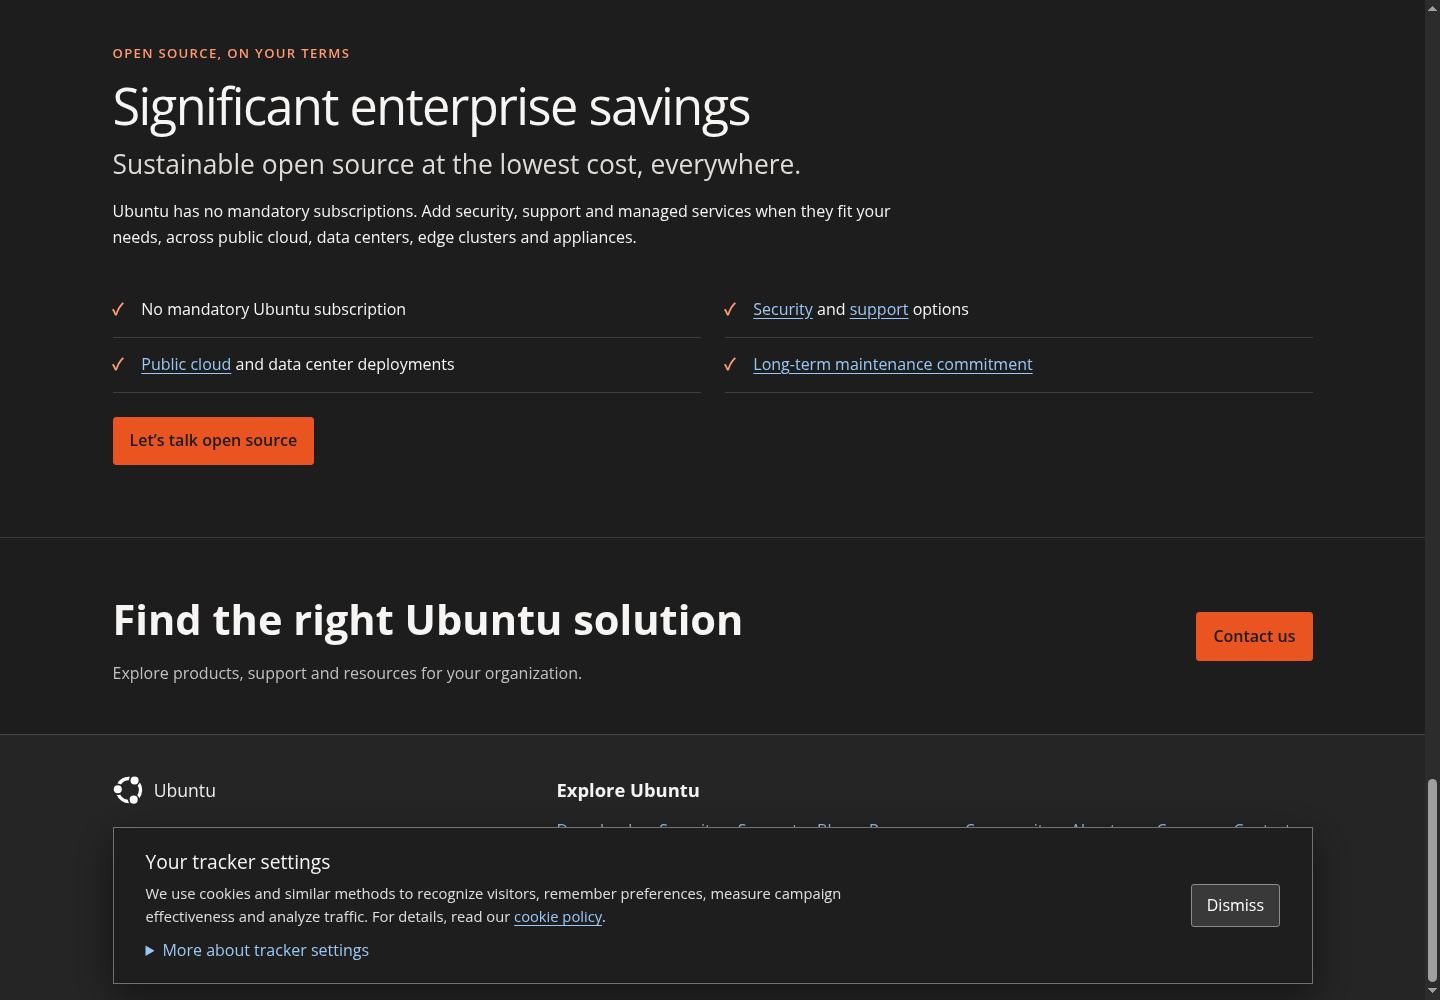 OPEN SOURCE, ON YOUR TERMS
Significant enterprise savings
Sustainable open source at the lowest cost, everywhere.
Ubuntu has no mandatory subscriptions. Add security, support and managed services when they fit your
needs, across public cloud, data centers, edge clusters and appliances.
✓ No mandatory Ubuntu subscription
✓ Security and support options
✓ Public cloud and data center deployments
✓ Long-term maintenance commitment
Let’s talk open source
Find the right Ubuntu solution
Explore products, support and resources for your organization.
Contact us
Ubuntu
Explore Ubuntu
Your tracker settings
We use cookies and similar methods to recognize visitors, remember preferences, measure campaign
effectiveness and analyze traffic. For details, read our cookie policy.
▶ More about tracker settings
Dismiss